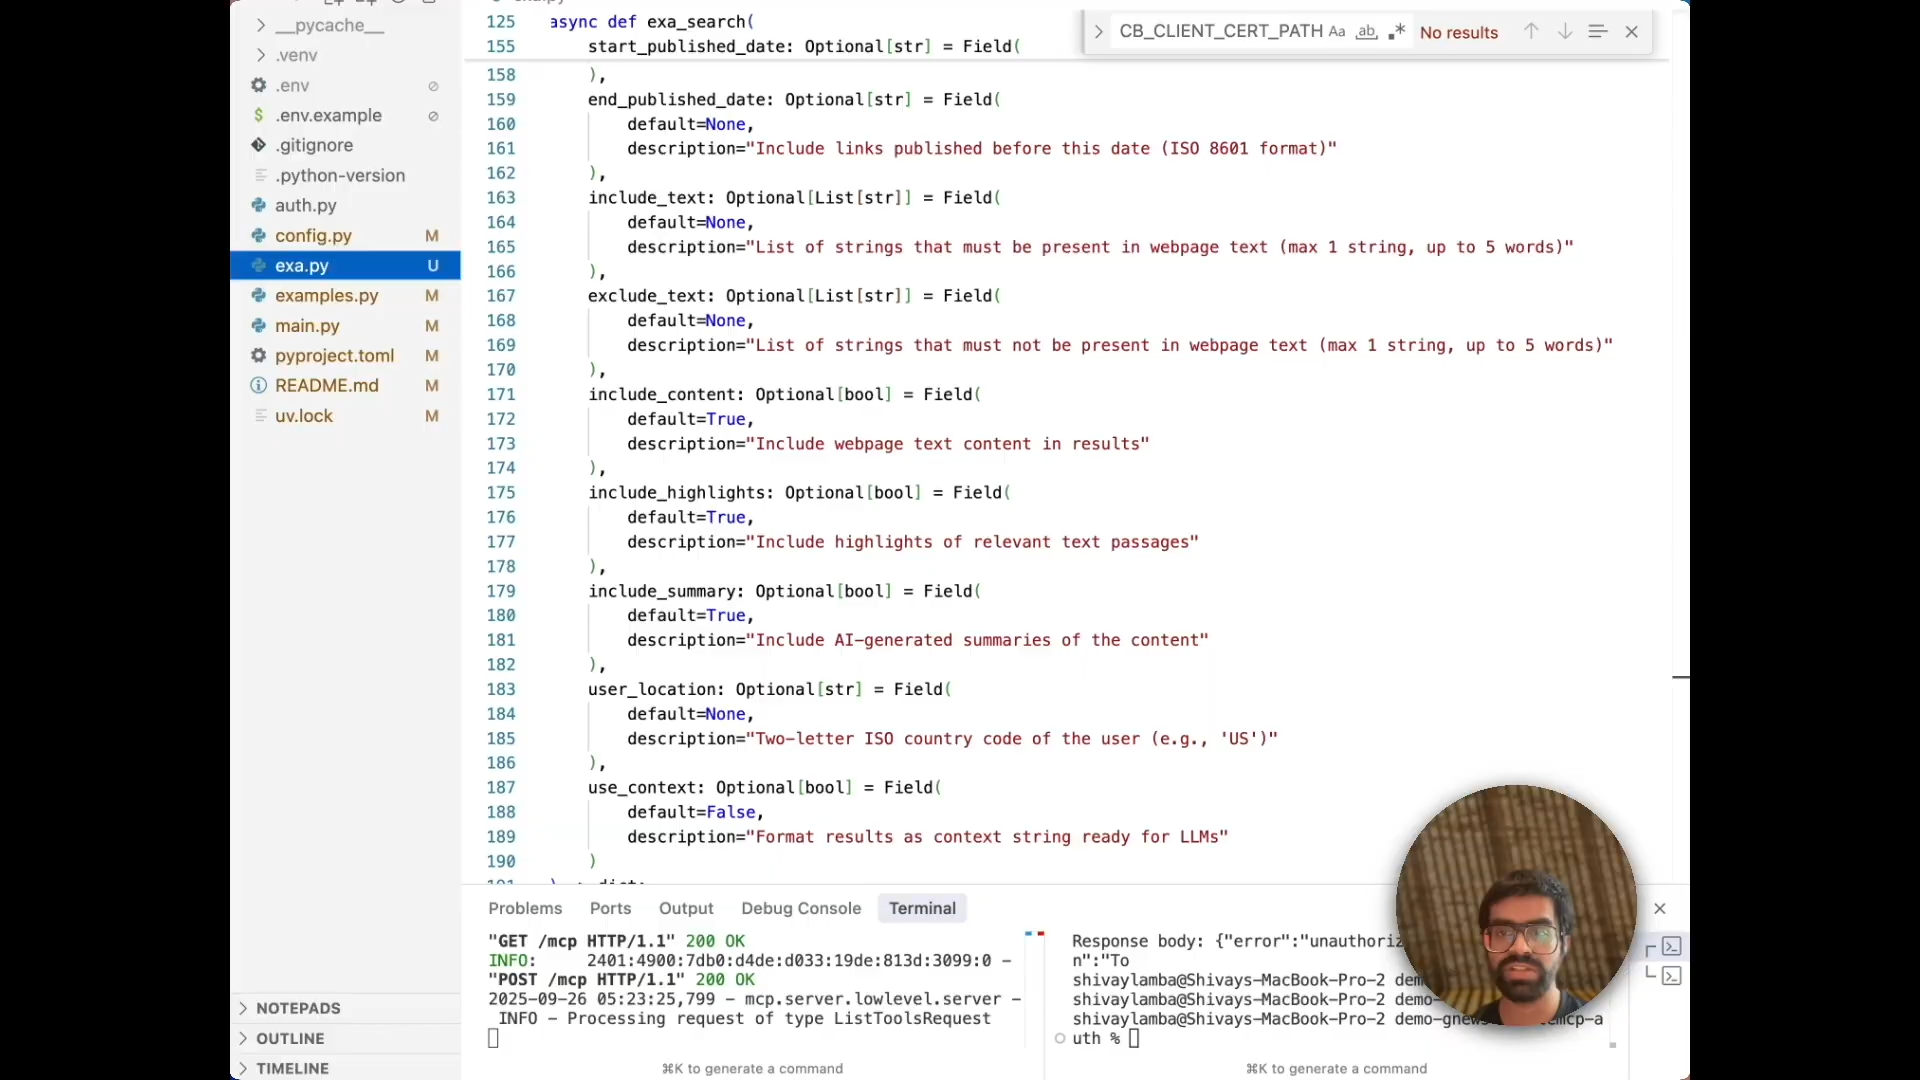 __pycache__
.venv
.env
.env.example
.gitignore
.python-version
auth.py
config.py M
exa.py U
examples.py M
main.py M
pyproject.toml M
README.md M
uv.lock M
NOTEPADS
OUTLINE
TIMELINE
CB_CLIENT_CERT_PATH Aa ab .* No results
125 async def exa_search(
155 start_published_date: Optional[str] = Field(
158 ),
159 end_published_date: Optional[str] = Field(
160 default=None,
161 description="Include links published before this date (ISO 8601 format)"
162 ),
163 include_text: Optional[List[str]] = Field(
164 default=None,
165 description="List of strings that must be present in webpage text (max 1 string, up to 5 words)"
166 ),
167 exclude_text: Optional[List[str]] = Field(
168 default=None,
169 description="List of strings that must not be present in webpage text (max 1 string, up to 5 words)"
170 ),
171 include_content: Optional[bool] = Field(
172 default=True,
173 description="Include webpage text content in results"
174 ),
175 include_highlights: Optional[bool] = Field(
176 default=True,
177 description="Include highlights of relevant text passages"
178 ),
179 include_summary: Optional[bool] = Field(
180 default=True,
181 description="Include AI-generated summaries of the content"
182 ),
183 user_location: Optional[str] = Field(
184 default=None,
185 description="Two-letter ISO country code of the user (e.g., 'US')"
186 ),
187 use_context: Optional[bool] = Field(
188 default=False,
189 description="Format results as context string ready for LLMs"
190 )
Problems Ports Output Debug Console Terminal
"GET /mcp HTTP/1.1" 200 OK
INFO: 2401:4900:7db0:d4de:d033:19de:813d:3099:0 -
"POST /mcp HTTP/1.1" 200 OK
2025-09-26 05:23:25,799 - mcp.server.lowlevel.server -
INFO - Processing request of type ListToolsRequest
⌘K to generate a command
Response body: {"error":"unauthoriz
n":"To
shivaylamba@Shivays-MacBook-Pro-2 dem
shivaylamba@Shivays-MacBook-Pro-2 demo-
shivaylamba@Shivays-MacBook-Pro-2 demo-gnews
mcp-a
uth %
⌘K to generate a command